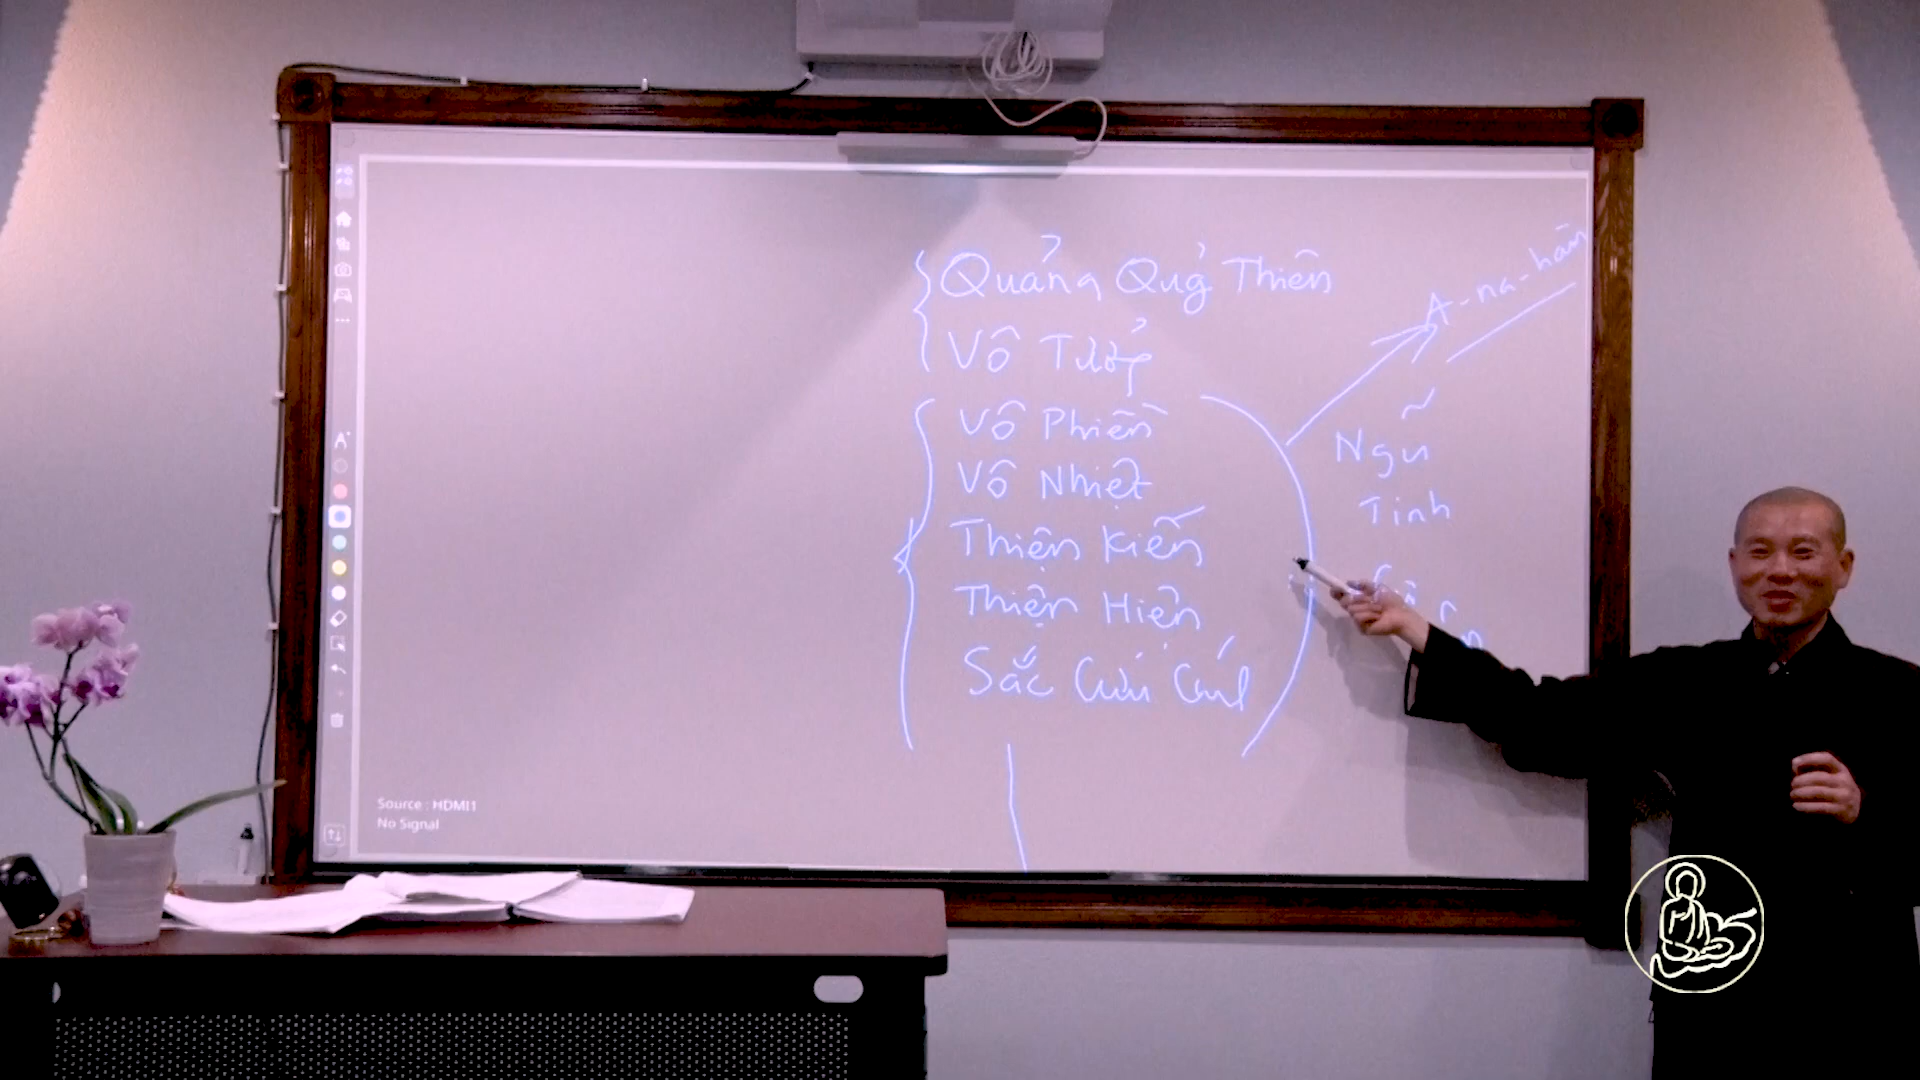 Quảng Quả Thiên
Vô Tưởng
Vô Phiền
Vô Nhiệt
Thiện Kiến
Thiện Hiện
Sắc Cứu Cánh
A-na-hàn
Ngũ
Tịnh
Source : HDMI1
No Signal